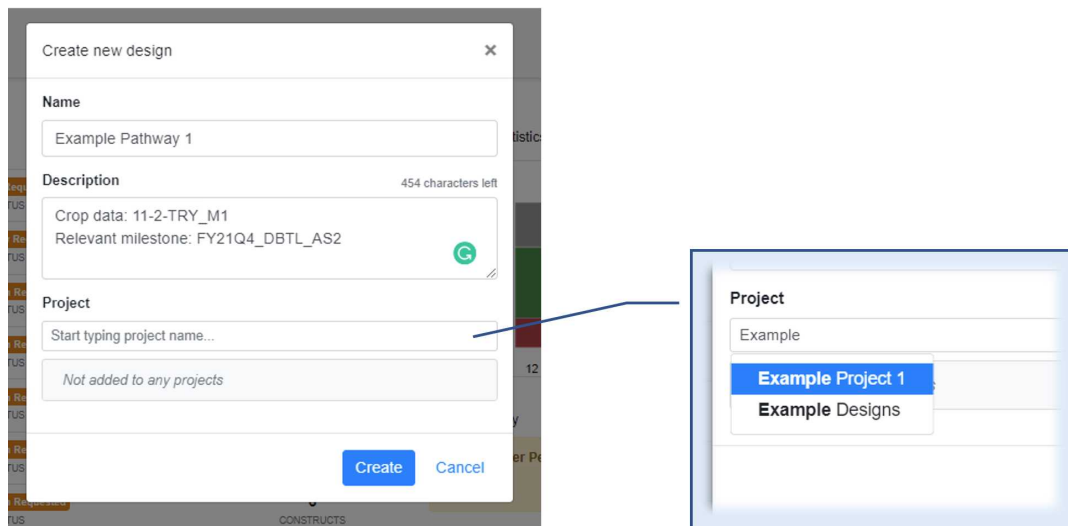 Create new design ×
Name
Example Pathway 1
Description 454 characters left
Crop data: 11-2-TRY_M1
Relevant milestone: FY21Q4_DBTL_AS2
Project
Start typing project name...
Not added to any projects
Create Cancel
12
CONSTRUCTS
Project
Example
Example Project 1
Example Designs